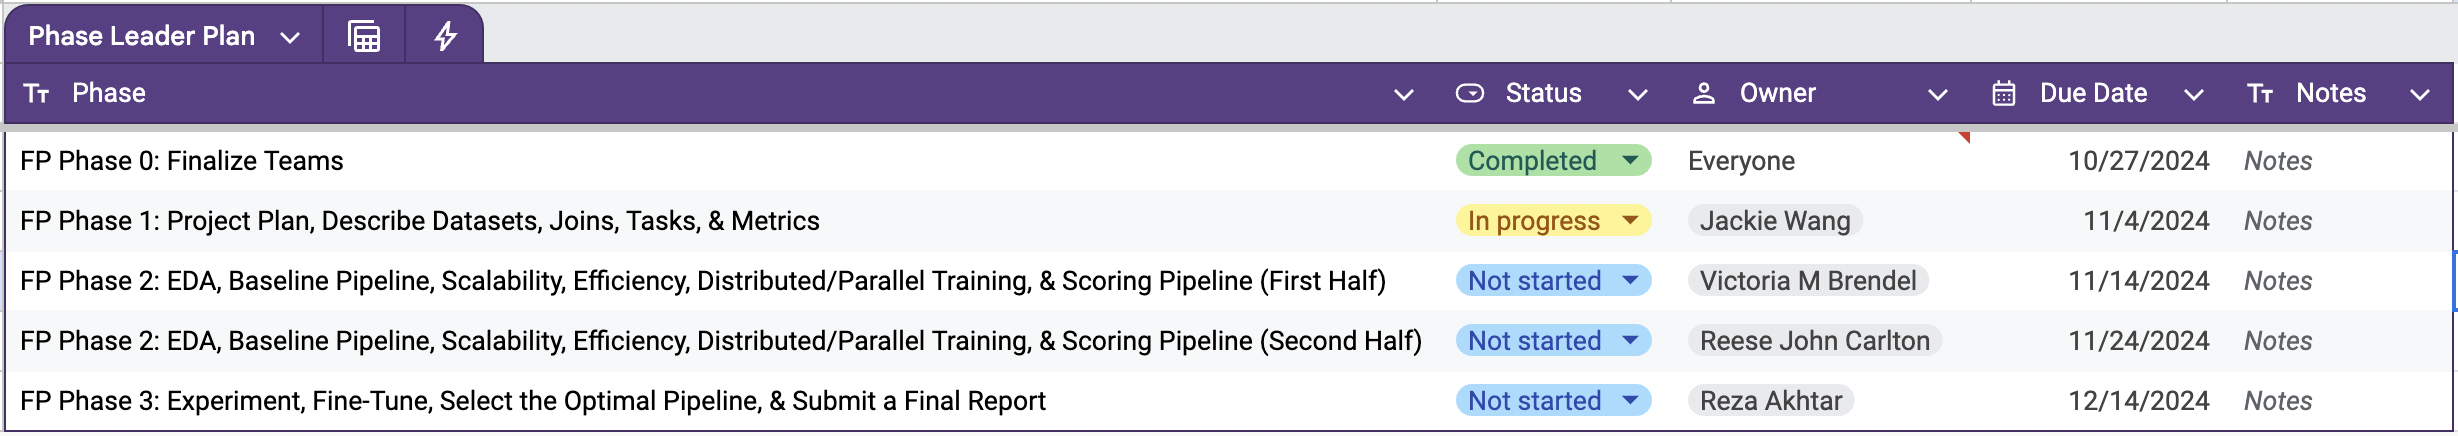 Phase Leader Plan
Phase Status Owner Due Date Notes
FP Phase 0: Finalize Teams Completed Everyone 10/27/2024 Notes
FP Phase 1: Project Plan, Describe Datasets, Joins, Tasks, & Metrics In progress Jackie Wang 11/4/2024 Notes
FP Phase 2: EDA, Baseline Pipeline, Scalability, Efficiency, Distributed/Parallel Training, & Scoring Pipeline (First Half) Not started Victoria M Brendel 11/14/2024 Notes
FP Phase 2: EDA, Baseline Pipeline, Scalability, Efficiency, Distributed/Parallel Training, & Scoring Pipeline (Second Half) Not started Reese John Carlton 11/24/2024 Notes
FP Phase 3: Experiment, Fine-Tune, Select the Optimal Pipeline, & Submit a Final Report Not started Reza Akhtar 12/14/2024 Notes